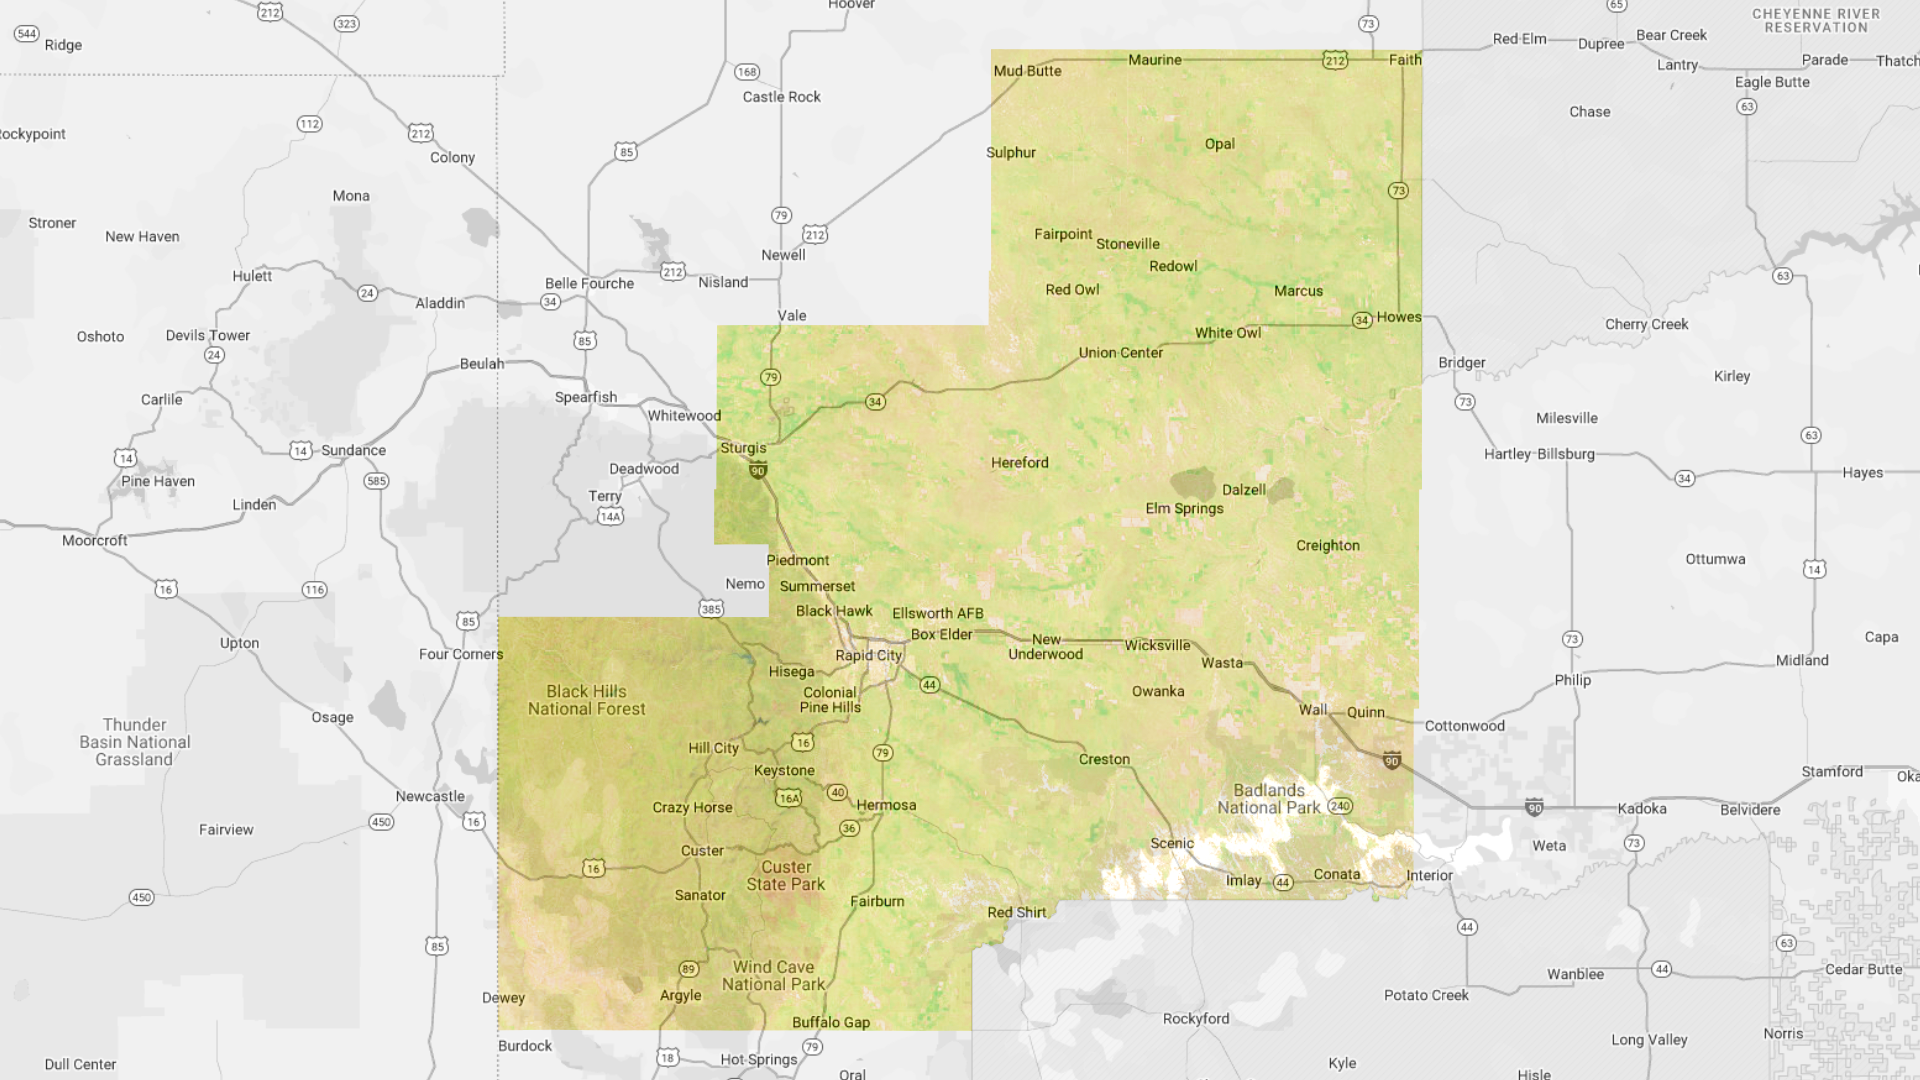 Hoover
212
323
73
65
CHEYENNE RIVER
RESERVATION
544
Ridge
Red Elm
Dupree
Bear Creek
Mud Butte
Maurine
212
Faith
Lantry
Parade
Thatch
168
Eagle Butte
Castle Rock
63
Chase
112
ockypoint
212
Opal
85
Colony
Sulphur
73
Mona
79
Stroner
New Haven
212
Fairpoint
Stoneville
Newell
Redowl
Hulett
212
63
Belle Fourche
Nisland
Red Owl
Marcus
24
34
Aladdin
Vale
34
Howes
Cherry Creek
Oshoto
Devils Tower
White Owl
85
24
Union Center
Beulah
Bridger
79
Kirley
Carlile
Spearfish
34
73
Whitewood
Milesville
63
Sturgis
14
Sundance
14
Hereford
Hartley
Billsburg
Deadwood
90
Hayes
Pine Haven
585
34
Terry
Dalzell
Linden
Elm Springs
14A
Moorcroft
Creighton
Piedmont
Ottumwa
14
Nemo
Summerset
16
116
385
Black Hawk
Ellsworth AFB
85
Box Elder
Upton
New
Underwood
Wicksville
73
Capa
Four Corners
Rapid City
Wasta
Midland
Hisega
44
Philip
Black Hills
National Forest
Colonial
Pine Hills
Owanka
Osage
Wall
Quinn
Thunder
Basin National
Grassland
Cottonwood
Hill City
16
79
Creston
90
Keystone
Stamford
Oka
Newcastle
16A
40
Badlands
National Park
240
Crazy Horse
Hermosa
90
Kadoka
Belvidere
450
16
Fairview
36
Scenic
Weta
73
Custer
16
Custer
State Park
Imlay
44
Conata
Interior
450
Sanator
Fairburn
Red Shirt
44
85
63
89
Wind Cave
National Park
Wanblee
44
Cedar Butte
Dewey
Argyle
Potato Creek
Buffalo Gap
Rockyford
Norris
Burdock
79
Long Valley
18
Hot Springs
Dull Center
Kyle
Oral
Hisle